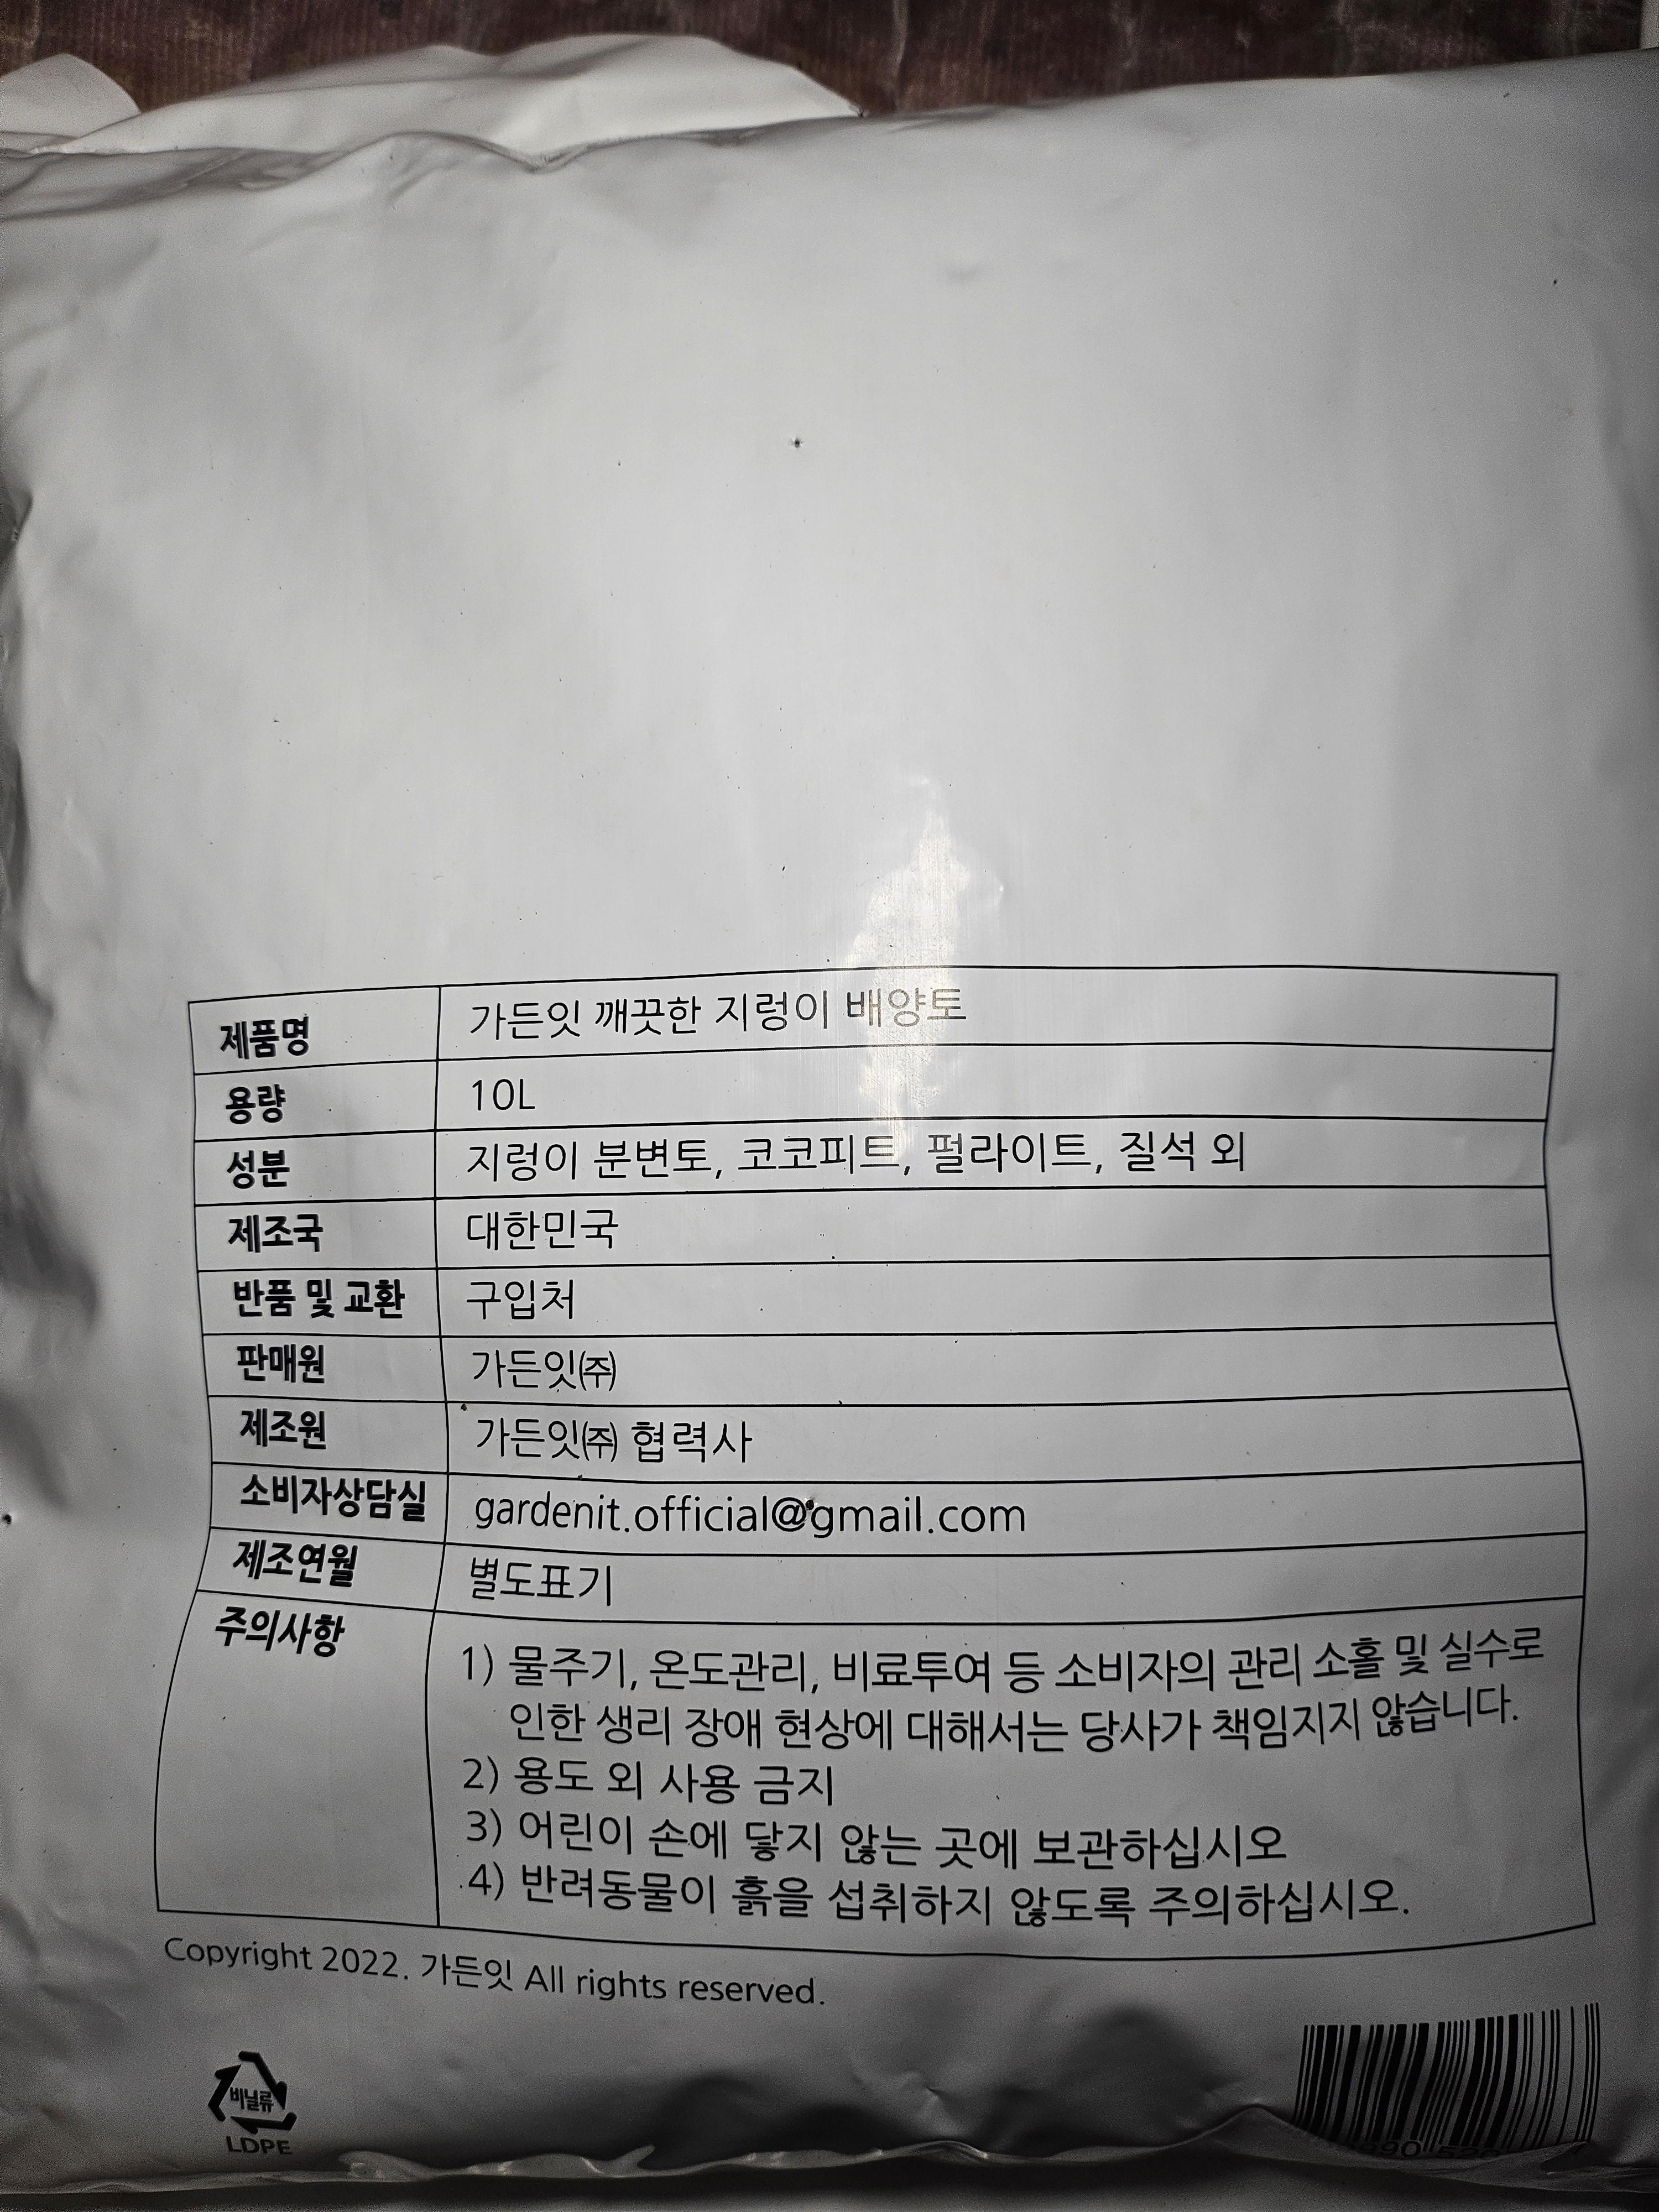 제품명 가든잇 깨끗한 지렁이 배양토
용량 10L
성분 지렁이 분변토, 코코피트, 펄라이트, 질석 외
제조국 대한민국
반품 및 교환 구입처
판매원 가든잇㈜
제조원 가든잇㈜ 협력사
소비자상담실 gardenit.official@gmail.com
제조연월 별도표기
주의사항 1) 물주기, 온도관리, 비료투여 등 소비자의 관리 소홀 및 실수로
인한 생리 장애 현상에 대해서는 당사가 책임지지 않습니다.
2) 용도 외 사용 금지
3) 어린이 손에 닿지 않는 곳에 보관하십시오
4) 반려동물이 흙을 섭취하지 않도록 주의하십시오.
Copyright 2022. 가든잇 All rights reserved.
비닐류
LDPE